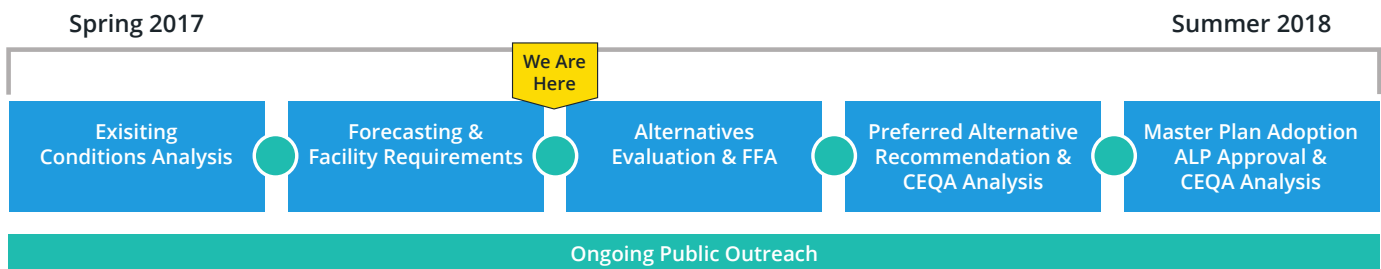 Spring 2017
Summer 2018
We Are
Here
Exisiting
Conditions Analysis
Forecasting &
Facility Requirements
Alternatives
Evaluation & FFA
Preferred Alternative
Recommendation &
CEQA Analysis
Master Plan Adoption
ALP Approval &
CEQA Analysis
Ongoing Public Outreach